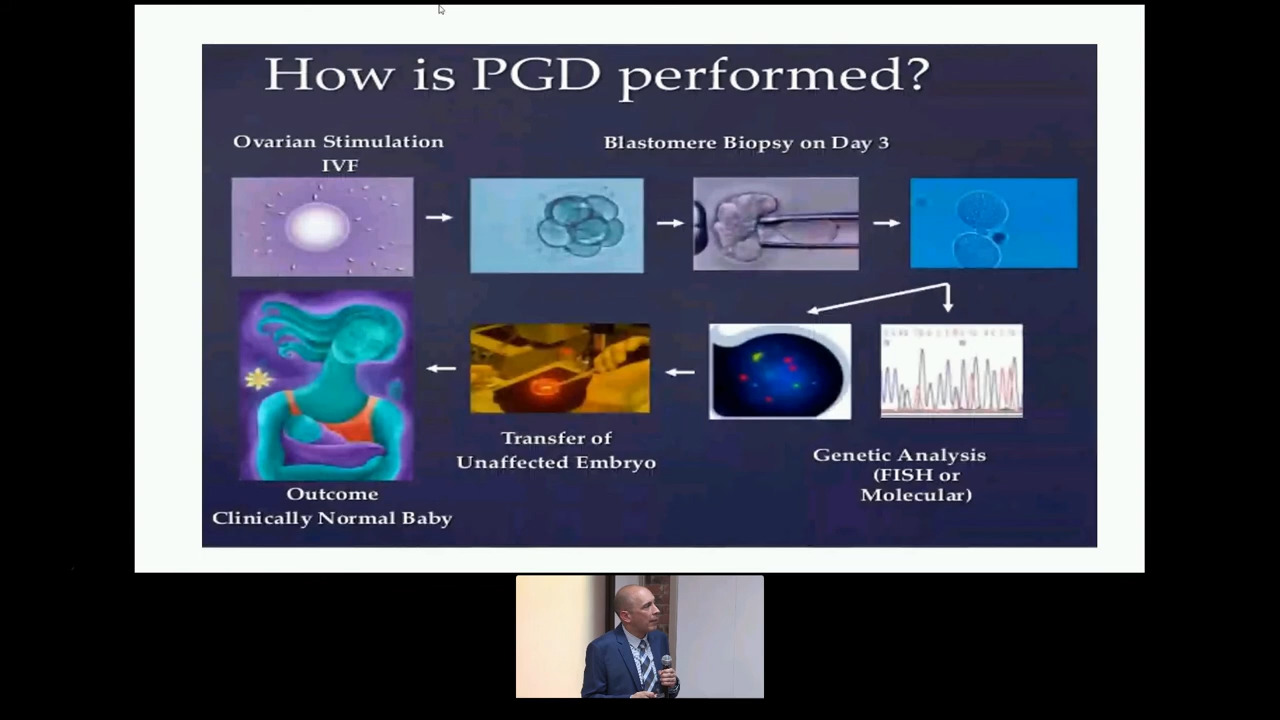 How is PGD performed?
Ovarian Stimulation
IVF
Blastomere Biopsy on Day 3
Transfer of
Unaffected Embryo
Genetic Analysis
(FISH or
Molecular)
Outcome
Clinically Normal Baby